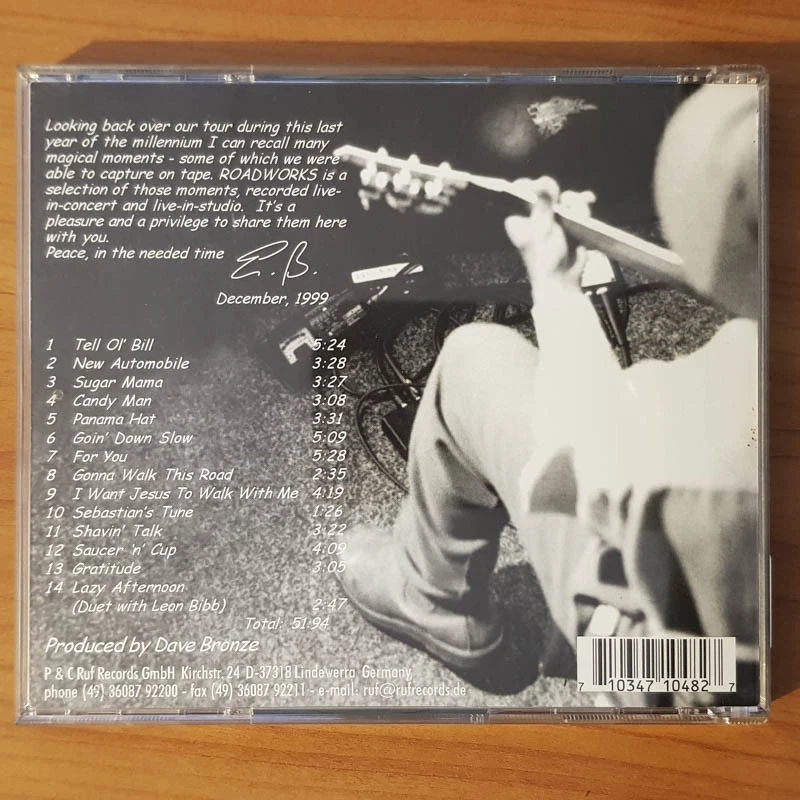 Looking back over our tour during this last
year of the millennium I can recall many
magical moments - some of which we were
able to capture on tape. ROADWORKS is a
selection of those moments, recorded live-
in-concert and live-in-studio. It's a
pleasure and a privilege to share them here
with you.
Peace, in the needed time
E.B.
December, 1999
1 Tell Ol' Bill 5:24
2 New Automobile 3:28
3 Sugar Mama 3:27
4 Candy Man 3:08
5 Panama Hat 3:31
6 Goin' Down Slow 5:09
7 For You 5:28
8 Gonna Walk This Road 2:35
9 I Want Jesus To Walk With Me 4:19
10 Sebastian's Tune 1:26
11 Shavin' Talk 3:22
12 Saucer 'n' Cup 4:09
13 Gratitude 3:05
14 Lazy Afternoon
(Duet with Leon Bibb) 2:47
Total: 51:94
Produced by Dave Bronze
P & C Ruf Records GmbH Kirchstr. 24 D-37318 Lindewerra Germany,
phone (49) 36087 92200 - fax (49) 36087 92211 - e-mail: ruf@rufrecords.de
7 10347 10482 7